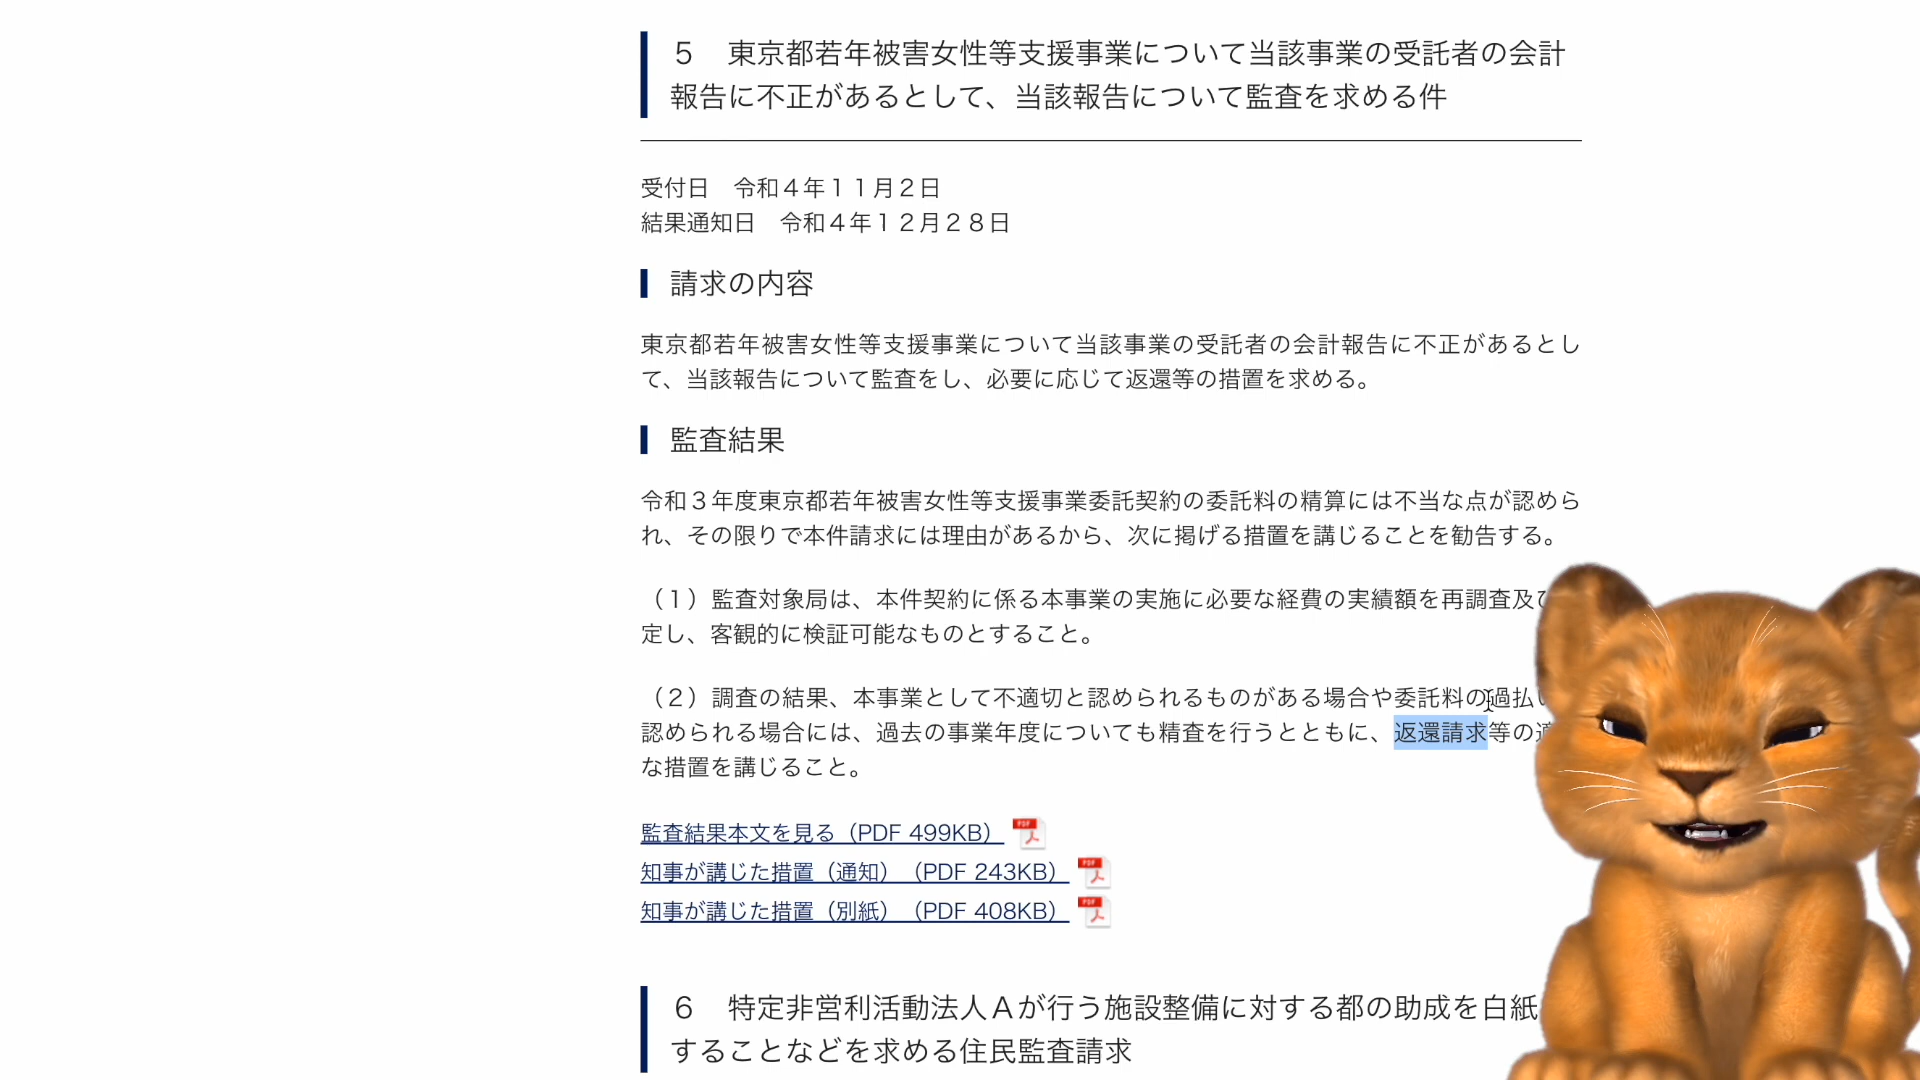 ５　東京都若年被害女性等支援事業について当該事業の受託者の会計
報告に不正があるとして、当該報告について監査を求める件
受付日　令和４年１１月２日
結果通知日　令和４年１２月２８日
請求の内容
東京都若年被害女性等支援事業について当該事業の受託者の会計報告に不正があるとし
て、当該報告について監査をし、必要に応じて返還等の措置を求める。
監査結果
令和３年度東京都若年被害女性等支援事業委託契約の委託料の精算には不当な点が認めら
れ、その限りで本件請求には理由があるから、次に掲げる措置を講じることを勧告する。
（１）監査対象局は、本件契約に係る本事業の実施に必要な経費の実績額を再調査及び
定し、客観的に検証可能なものとすること。
（２）調査の結果、本事業として不適切と認められるものがある場合や委託料の過払い
認められる場合には、過去の事業年度についても精査を行うとともに、返還請求等の適
な措置を講じること。
監査結果本文を見る（PDF 499KB）
PDF
知事が講じた措置（通知）（PDF 243KB）
PDF
知事が講じた措置（別紙）（PDF 408KB）
PDF
６　特定非営利活動法人Ａが行う施設整備に対する都の助成を白紙
することなどを求める住民監査請求